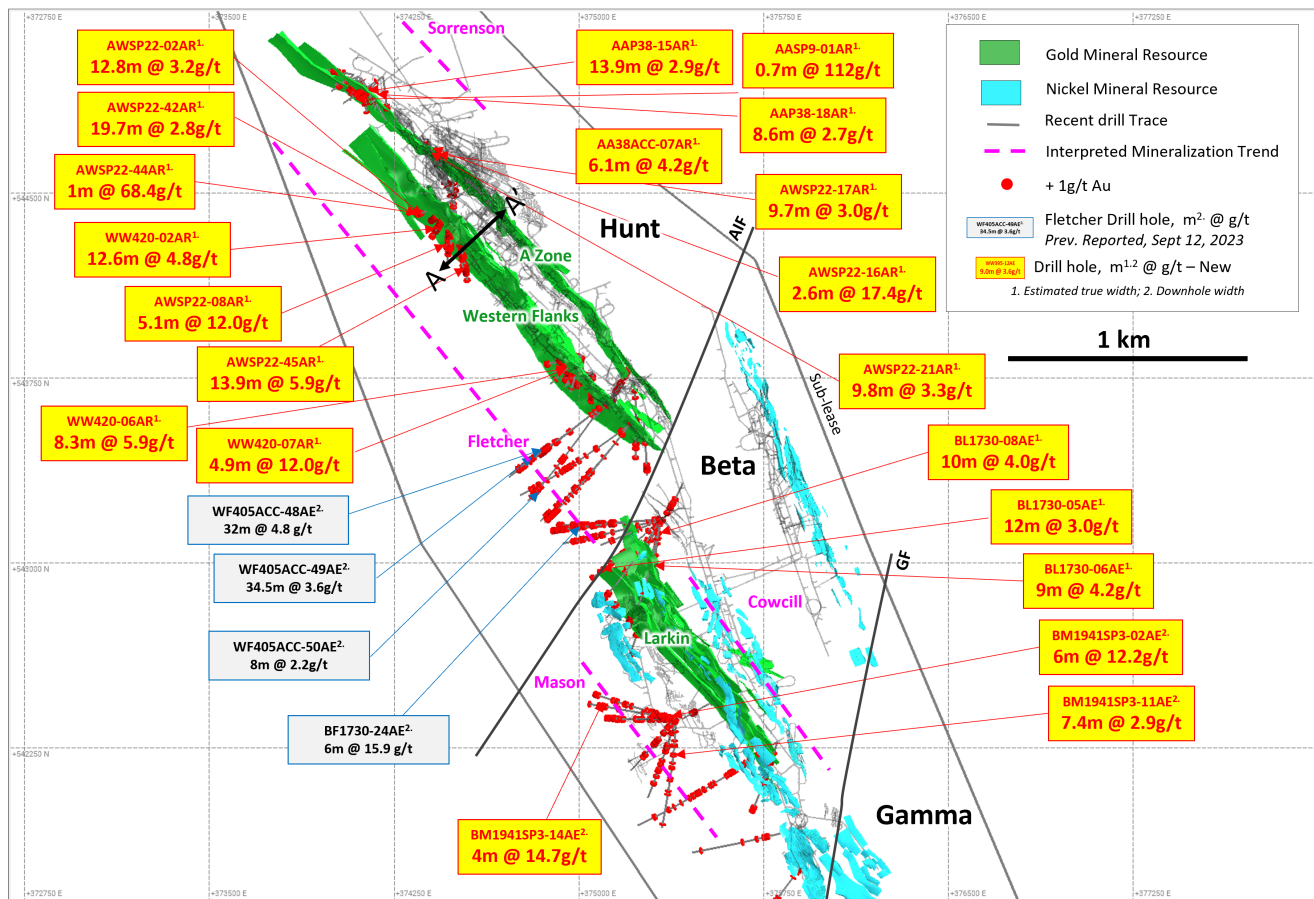 +372750 E
+373500 E
+374250 E
+375000 E
+375750 E
+376500 E
+377250 E
Sorrenson
AWSP22-02AR1.
12.8m @ 3.2g/t
AAP38-15AR1.
13.9m @ 2.9g/t
AASP9-01AR1.
0.7m @ 112g/t
AWSP22-42AR1.
19.7m @ 2.8g/t
AAP38-18AR1.
8.6m @ 2.7g/t
AA38ACC-07AR1.
6.1m @ 4.2g/t
AWSP22-44AR1.
1m @ 68.4g/t
AWSP22-17AR1.
9.7m @ 3.0g/t
+544500 N
WW420-02AR1.
12.6m @ 4.8g/t
A
A'
Hunt
AIF
A Zone
AWSP22-16AR1.
2.6m @ 17.4g/t
AWSP22-08AR1.
5.1m @ 12.0g/t
Western Flanks
AWSP22-45AR1.
13.9m @ 5.9g/t
AWSP22-21AR1.
9.8m @ 3.3g/t
+543750 N
Sub-lease
WW420-06AR1.
8.3m @ 5.9g/t
WW420-07AR1.
4.9m @ 12.0g/t
Fletcher
BL1730-08AE1.
10m @ 4.0g/t
Beta
WF405ACC-48AE2.
32m @ 4.8 g/t
BL1730-05AE1.
12m @ 3.0g/t
+543000 N
WF405ACC-49AE2.
34.5m @ 3.6g/t
GF
BL1730-06AE1.
9m @ 4.2g/t
Cowcill
WF405ACC-50AE2.
8m @ 2.2g/t
Larkin
BM1941SP3-02AE2.
6m @ 12.2g/t
Mason
BM1941SP3-11AE2.
7.4m @ 2.9g/t
BF1730-24AE2.
6m @ 15.9 g/t
+542250 N
Gamma
BM1941SP3-14AE2.
4m @ 14.7g/t
+372750 E
+373500 E
+374250 E
+375000 E
+375750 E
+376500 E
+377250 E
Gold Mineral Resource
Nickel Mineral Resource
Recent drill Trace
Interpreted Mineralization Trend
+ 1g/t Au
WF405ACC-49AE2.
34.5m @ 3.6g/t
Fletcher Drill hole, m2. @ g/t
Prev. Reported, Sept 12, 2023
WW395-12AE
9.0m @ 3.6g/t
Drill hole, m1.2 @ g/t – New
1. Estimated true width; 2. Downhole width
1 km